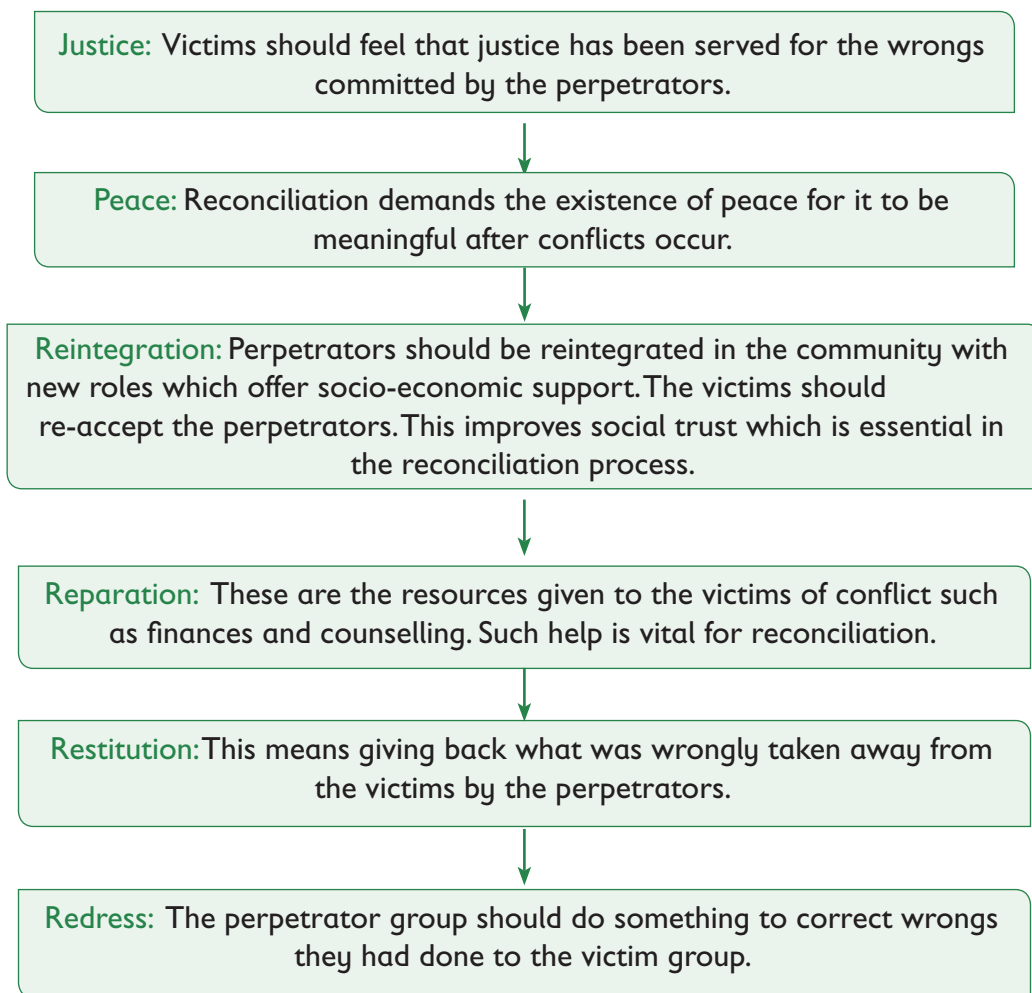 Justice: Victims should feel that justice has been served for the wrongs
committed by the perpetrators.
Peace: Reconciliation demands the existence of peace for it to be
meaningful after conflicts occur.
Reintegration: Perpetrators should be reintegrated in the community with
new roles which offer socio-economic support. The victims should
re-accept the perpetrators. This improves social trust which is essential in
the reconciliation process.
Reparation: These are the resources given to the victims of conflict such
as finances and counselling. Such help is vital for reconciliation.
Restitution: This means giving back what was wrongly taken away from
the victims by the perpetrators.
Redress: The perpetrator group should do something to correct wrongs
they had done to the victim group.